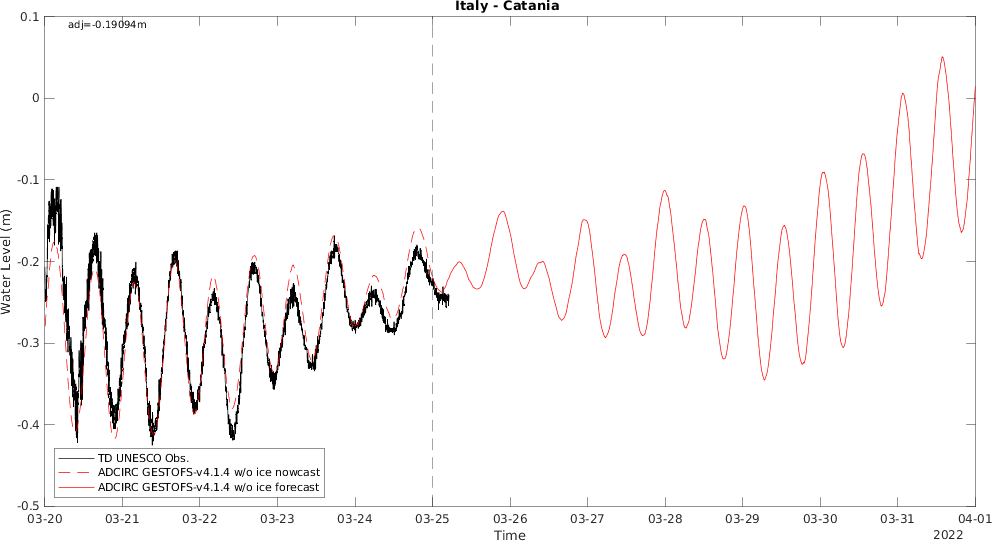 Italy - Catania
adj=-0.19094m
0.1
0
-0.1
-0.2
-0.3
-0.4
-0.5
Water Level (m)
TD UNESCO Obs.
ADCIRC GESTOFS-v4.1.4 w/o ice nowcast
ADCIRC GESTOFS-v4.1.4 w/o ice forecast
03-20 03-21 03-22 03-23 03-24 03-25 03-26 03-27 03-28 03-29 03-30 03-31 04-01
Time
2022